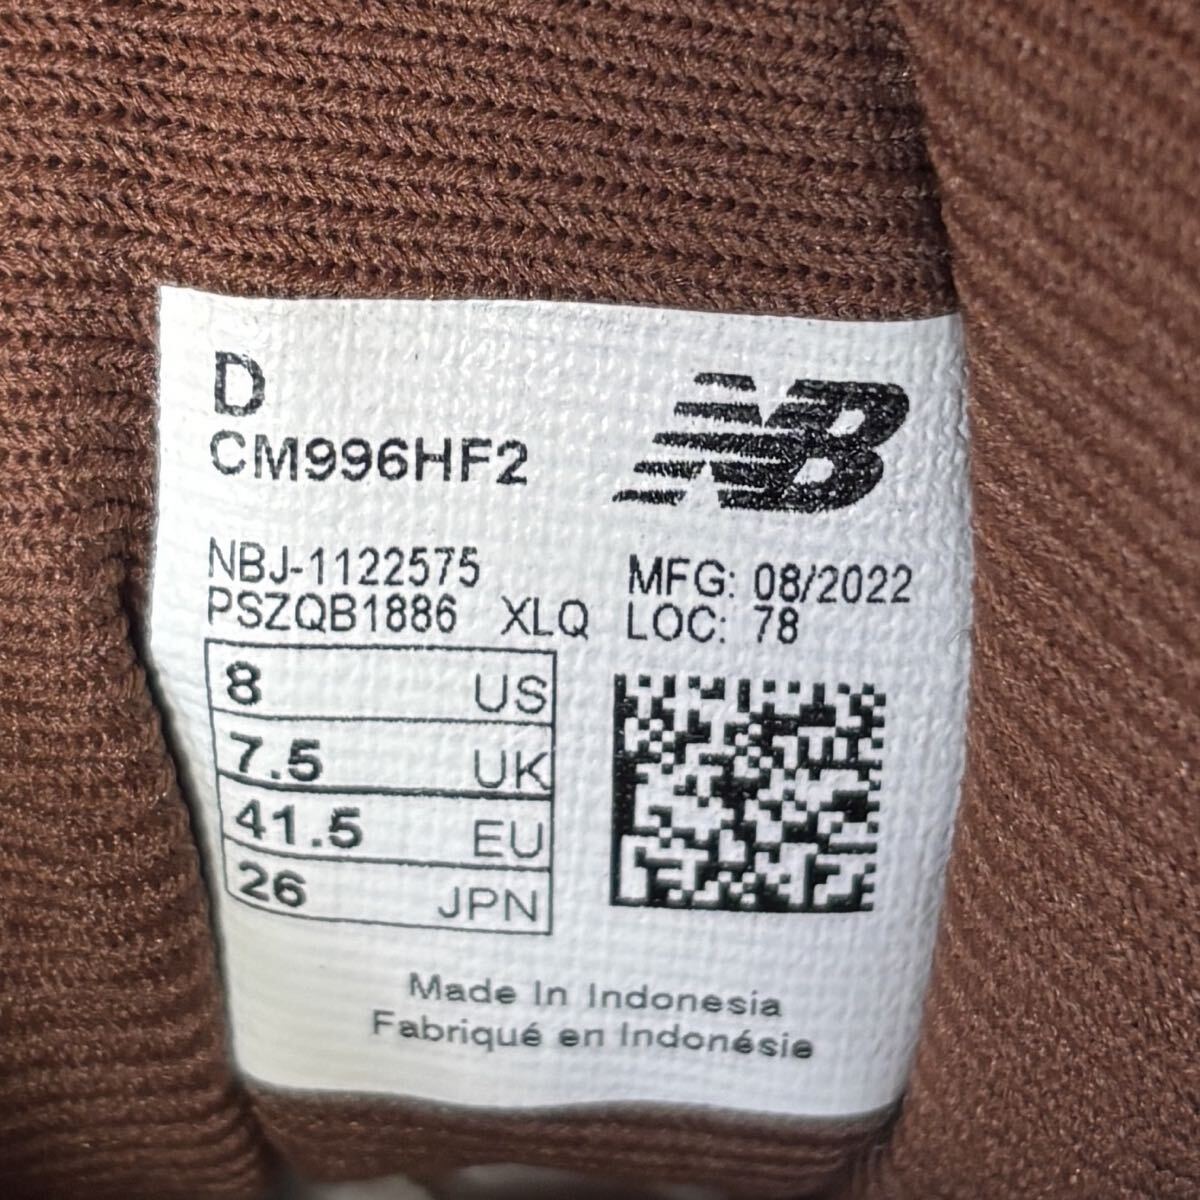 D
CM996HF2
NB
NBJ-1122575
PSZQB1886 XLQ
MFG: 08/2022
LOC: 78
8 US
7.5 UK
41.5 EU
26 JPN
Made In Indonesia
Fabriqué en Indonésie